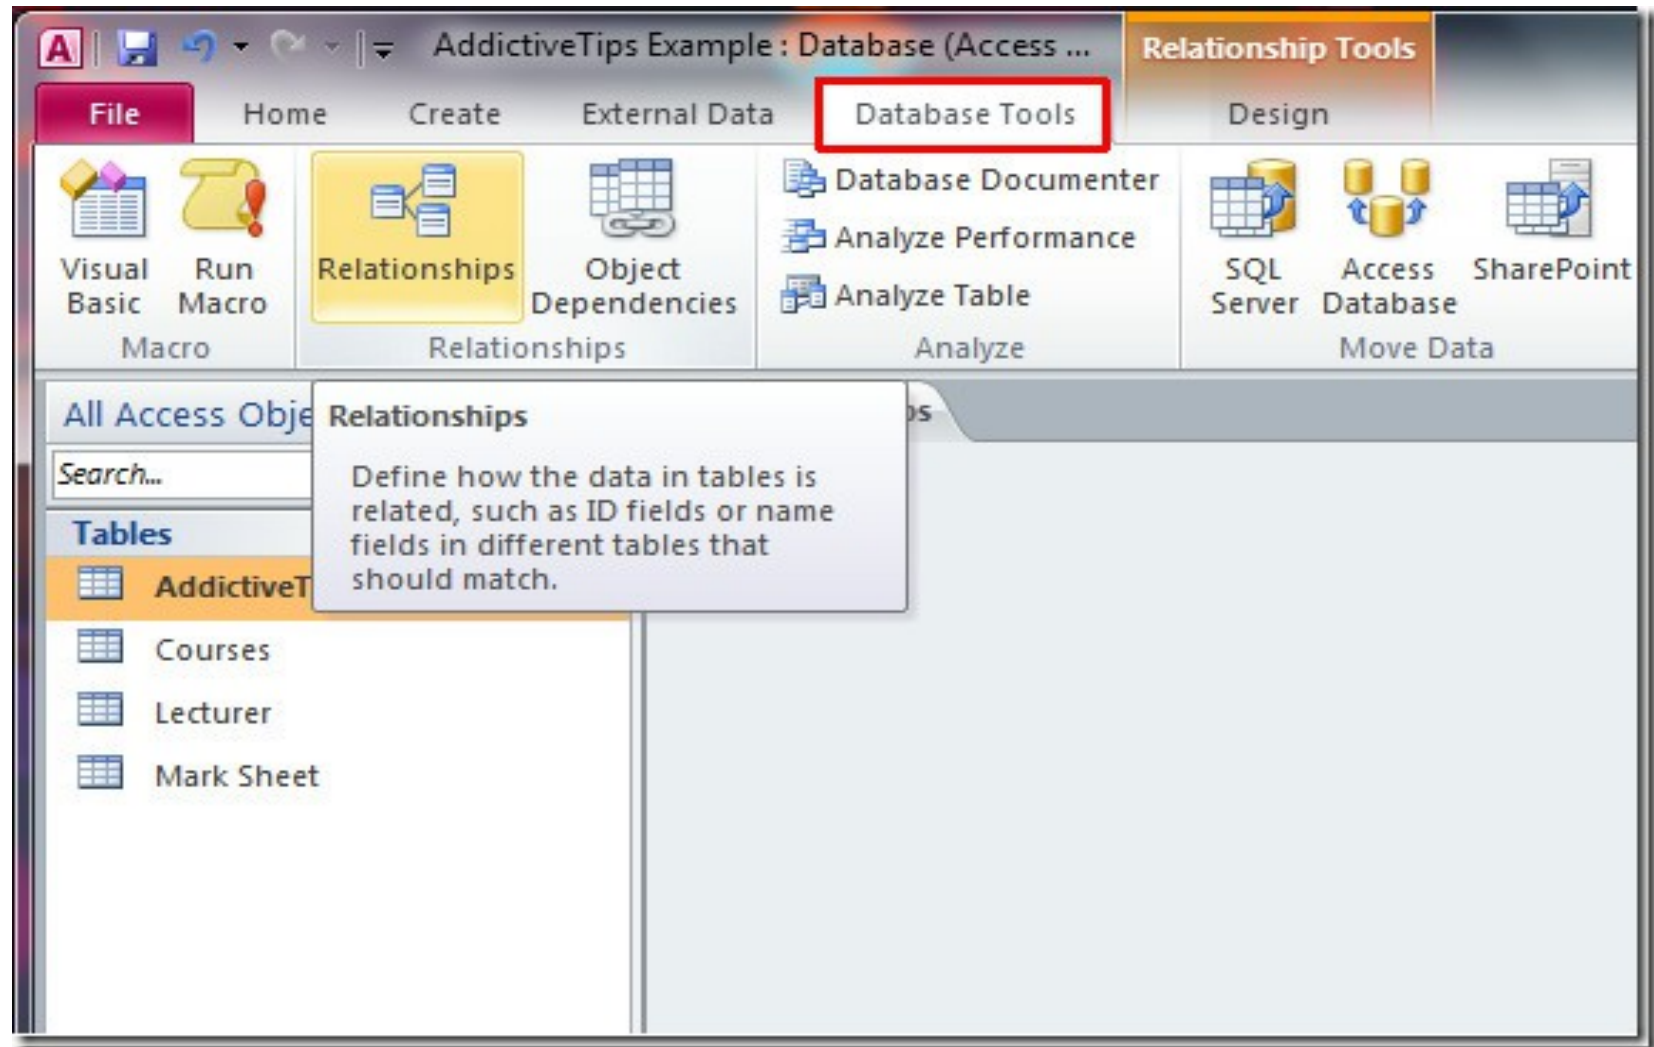 A
AddictiveTips Example : Database (Access ...
Relationship Tools
File Home Create External Data Database Tools Design
Visual Basic
Run Macro
Macro
Relationships
Object Dependencies
Relationships
Database Documenter
Analyze Performance
Analyze Table
Analyze
SQL Server
Access Database
SharePoint
Move Data
All Access Obje
Relationships
Define how the data in tables is
related, such as ID fields or name
fields in different tables that
should match.
Search...
Tables
AddictiveT
Courses
Lecturer
Mark Sheet